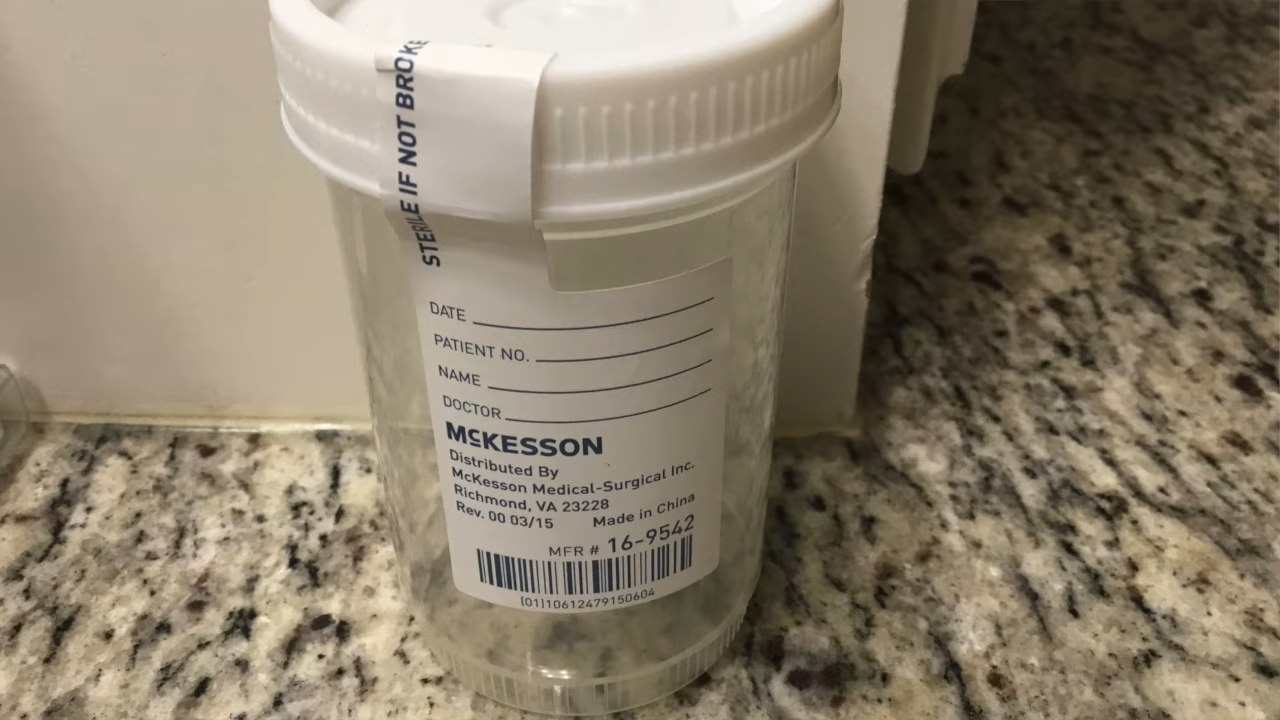 STERILE IF NOT BROKE
DATE
PATIENT NO.
NAME
DOCTOR
McKESSON
Distributed By
McKesson Medical-Surgical Inc.
Richmond, VA 23228
Rev. 00 03/15 Made in China
MFR # 16-9542
(01)10612479150604